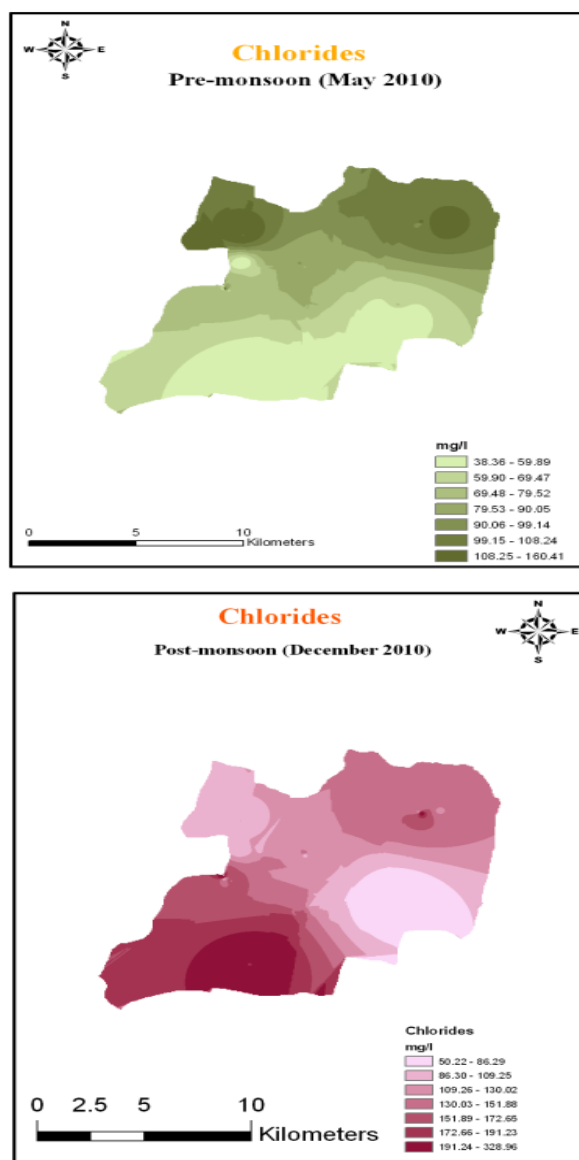 N
W E
S
Chlorides
Pre-monsoon (May 2010)
mg/l
38.36 - 59.89
59.90 - 69.47
69.48 - 79.52
79.53 - 90.05
90.06 - 99.14
99.15 - 108.24
108.25 - 160.41
0 5 10
Kilometers
Chlorides
N
W E
S
Post-monsoon (December 2010)
Chlorides
mg/l
50.22 - 86.29
86.30 - 109.25
109.26 - 130.02
130.03 - 151.88
151.89 - 172.65
172.66 - 191.23
191.24 - 328.96
0 2.5 5 10
Kilometers